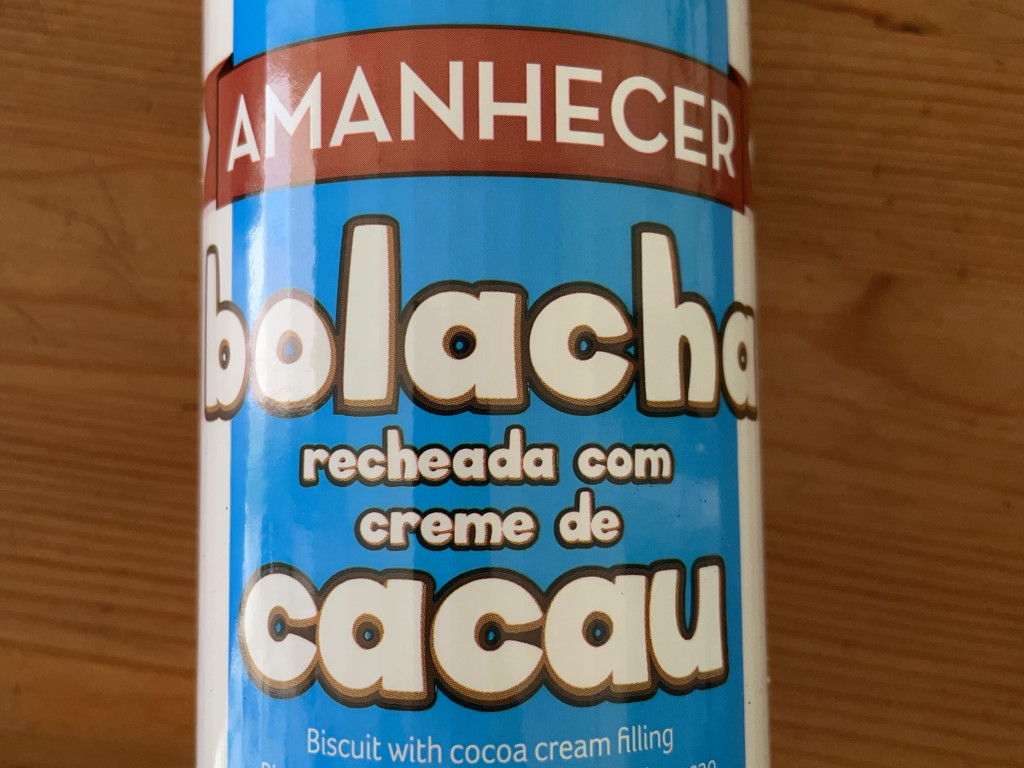 AMANHECER
bolacha
recheada com
creme de
cacau
Biscuit with cocoa cream filling